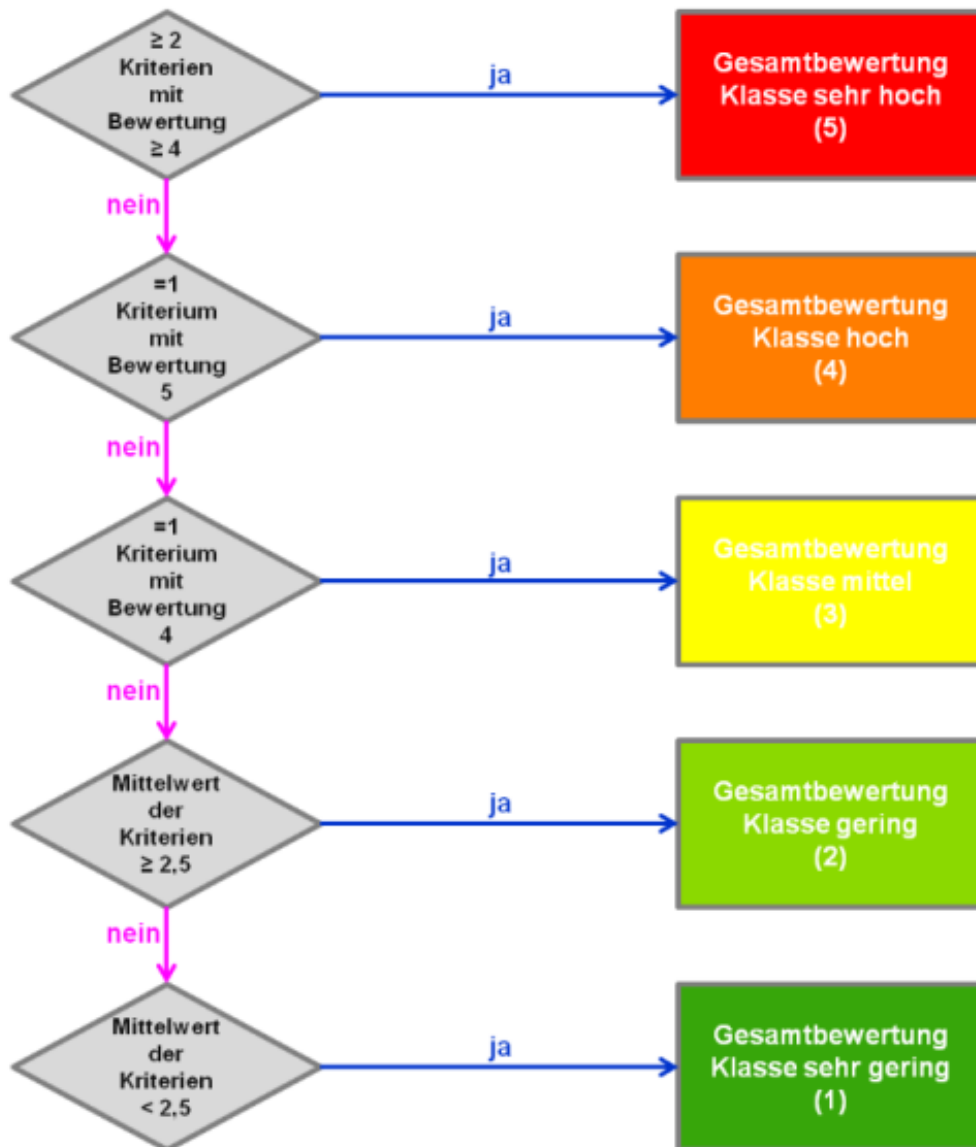 ≥ 2
Kriterien
mit
Bewertung
≥ 4
ja
Gesamtbewertung
Klasse sehr hoch
(5)
nein
=1
Kriterium
mit
Bewertung
5
ja
Gesamtbewertung
Klasse hoch
(4)
nein
=1
Kriterium
mit
Bewertung
4
ja
Gesamtbewertung
Klasse mittel
(3)
nein
Mittelwert
der
Kriterien
≥ 2,5
ja
Gesamtbewertung
Klasse gering
(2)
nein
Mittelwert
der
Kriterien
< 2,5
ja
Gesamtbewertung
Klasse sehr gering
(1)